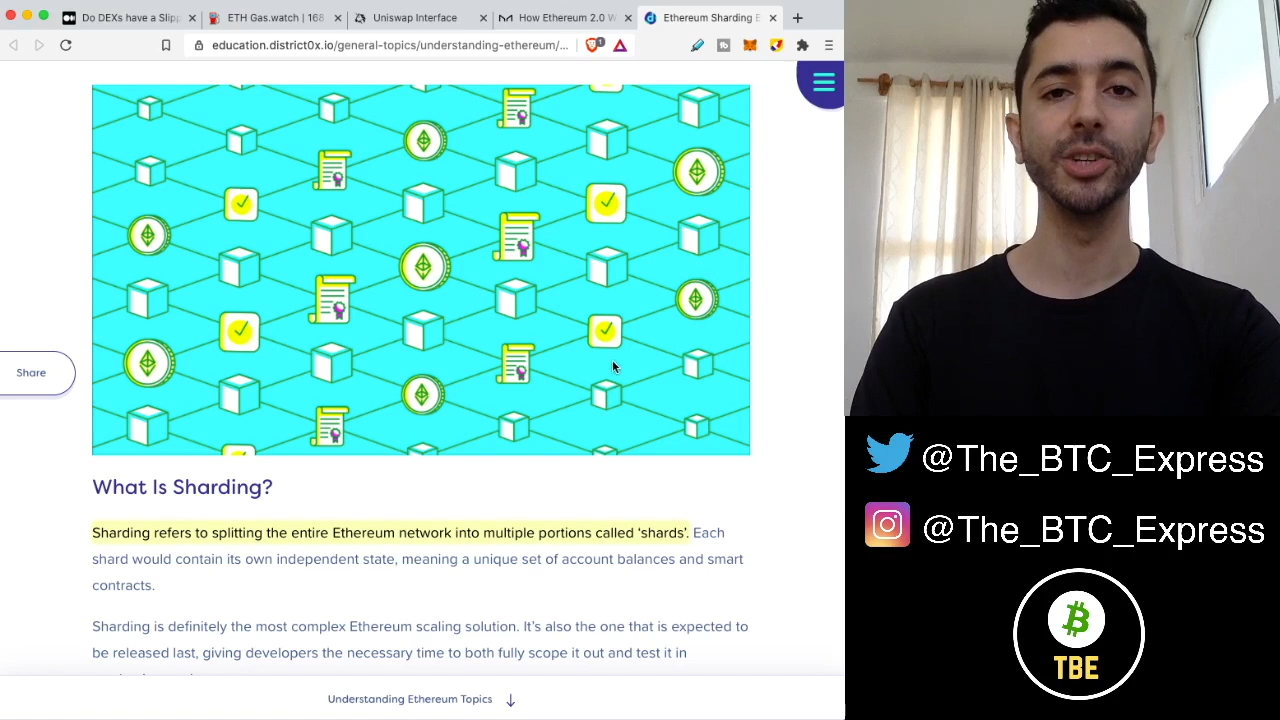 Do DEXs have a Slipp
ETH Gas.watch | 168
Uniswap Interface
How Ethereum 2.0 W
Ethereum Sharding E
education.district0x.io/general-topics/understanding-ethereum/...
1
Share
What Is Sharding?
Sharding refers to splitting the entire Ethereum network into multiple portions called ‘shards’. Each
shard would contain its own independent state, meaning a unique set of account balances and smart
contracts.
Sharding is definitely the most complex Ethereum scaling solution. It’s also the one that is expected to
be released last, giving developers the necessary time to both fully scope it out and test it in
Understanding Ethereum Topics
@The_BTC_Express
@The_BTC_Express
TBE